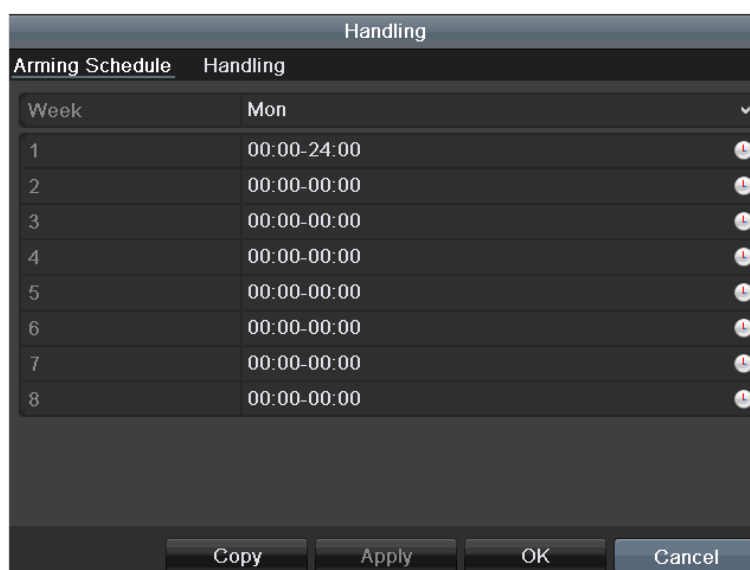 Handling
Arming Schedule Handling
Week Mon
1 00:00-24:00
2 00:00-00:00
3 00:00-00:00
4 00:00-00:00
5 00:00-00:00
6 00:00-00:00
7 00:00-00:00
8 00:00-00:00
Copy Apply OK Cancel